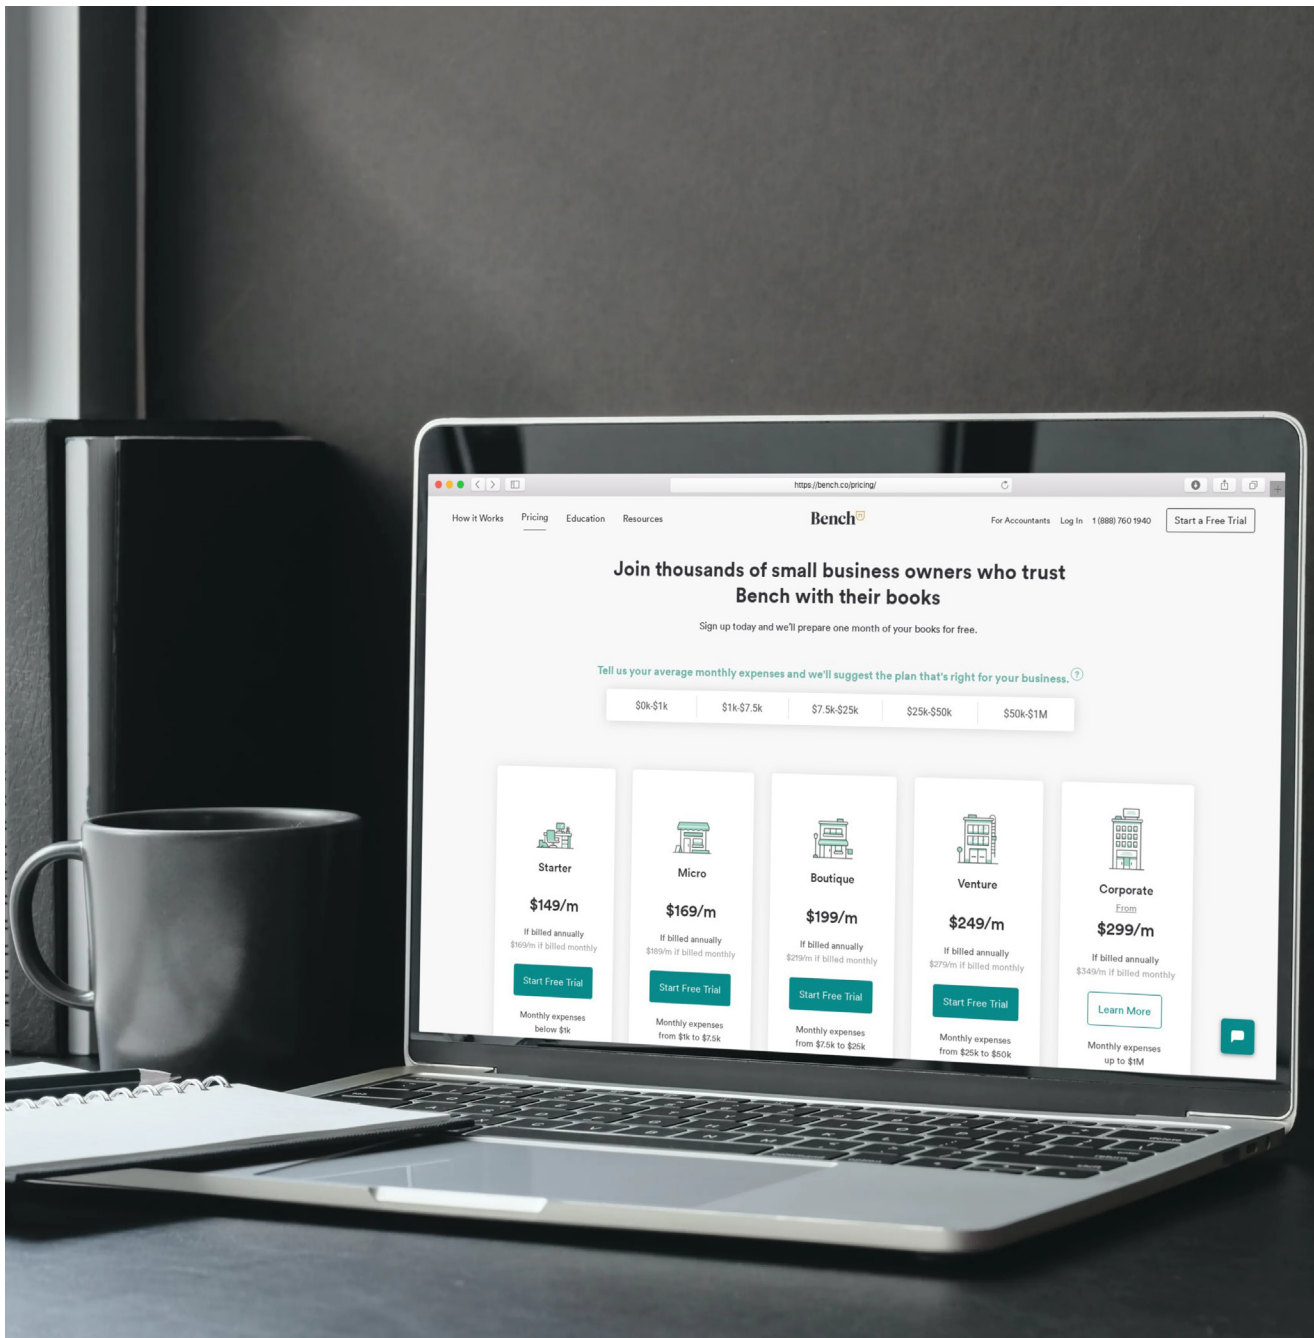 https://bench.co/pricing/
How it Works Pricing Education Resources Bench For Accountants Log In 1 (888) 760 1940 Start a Free Trial
Join thousands of small business owners who trust
Bench with their books
Sign up today and we'll prepare one month of your books for free.
Tell us your average monthly expenses and we'll suggest the plan that's right for your business. ?
$0k-$1k $1k-$7.5k $7.5k-$25k $25k-$50k $50k-$1M
Starter
$149/m
If billed annually
$169/m if billed monthly
Start Free Trial
Monthly expenses
below $1k
Micro
$169/m
If billed annually
$189/m if billed monthly
Start Free Trial
Monthly expenses
from $1k to $7.5k
Boutique
$199/m
If billed annually
$219/m if billed monthly
Start Free Trial
Monthly expenses
from $7.5k to $25k
Venture
$249/m
If billed annually
$279/m if billed monthly
Start Free Trial
Monthly expenses
from $25k to $50k
Corporate
From
$299/m
If billed annually
$349/m if billed monthly
Learn More
Monthly expenses
up to $1M